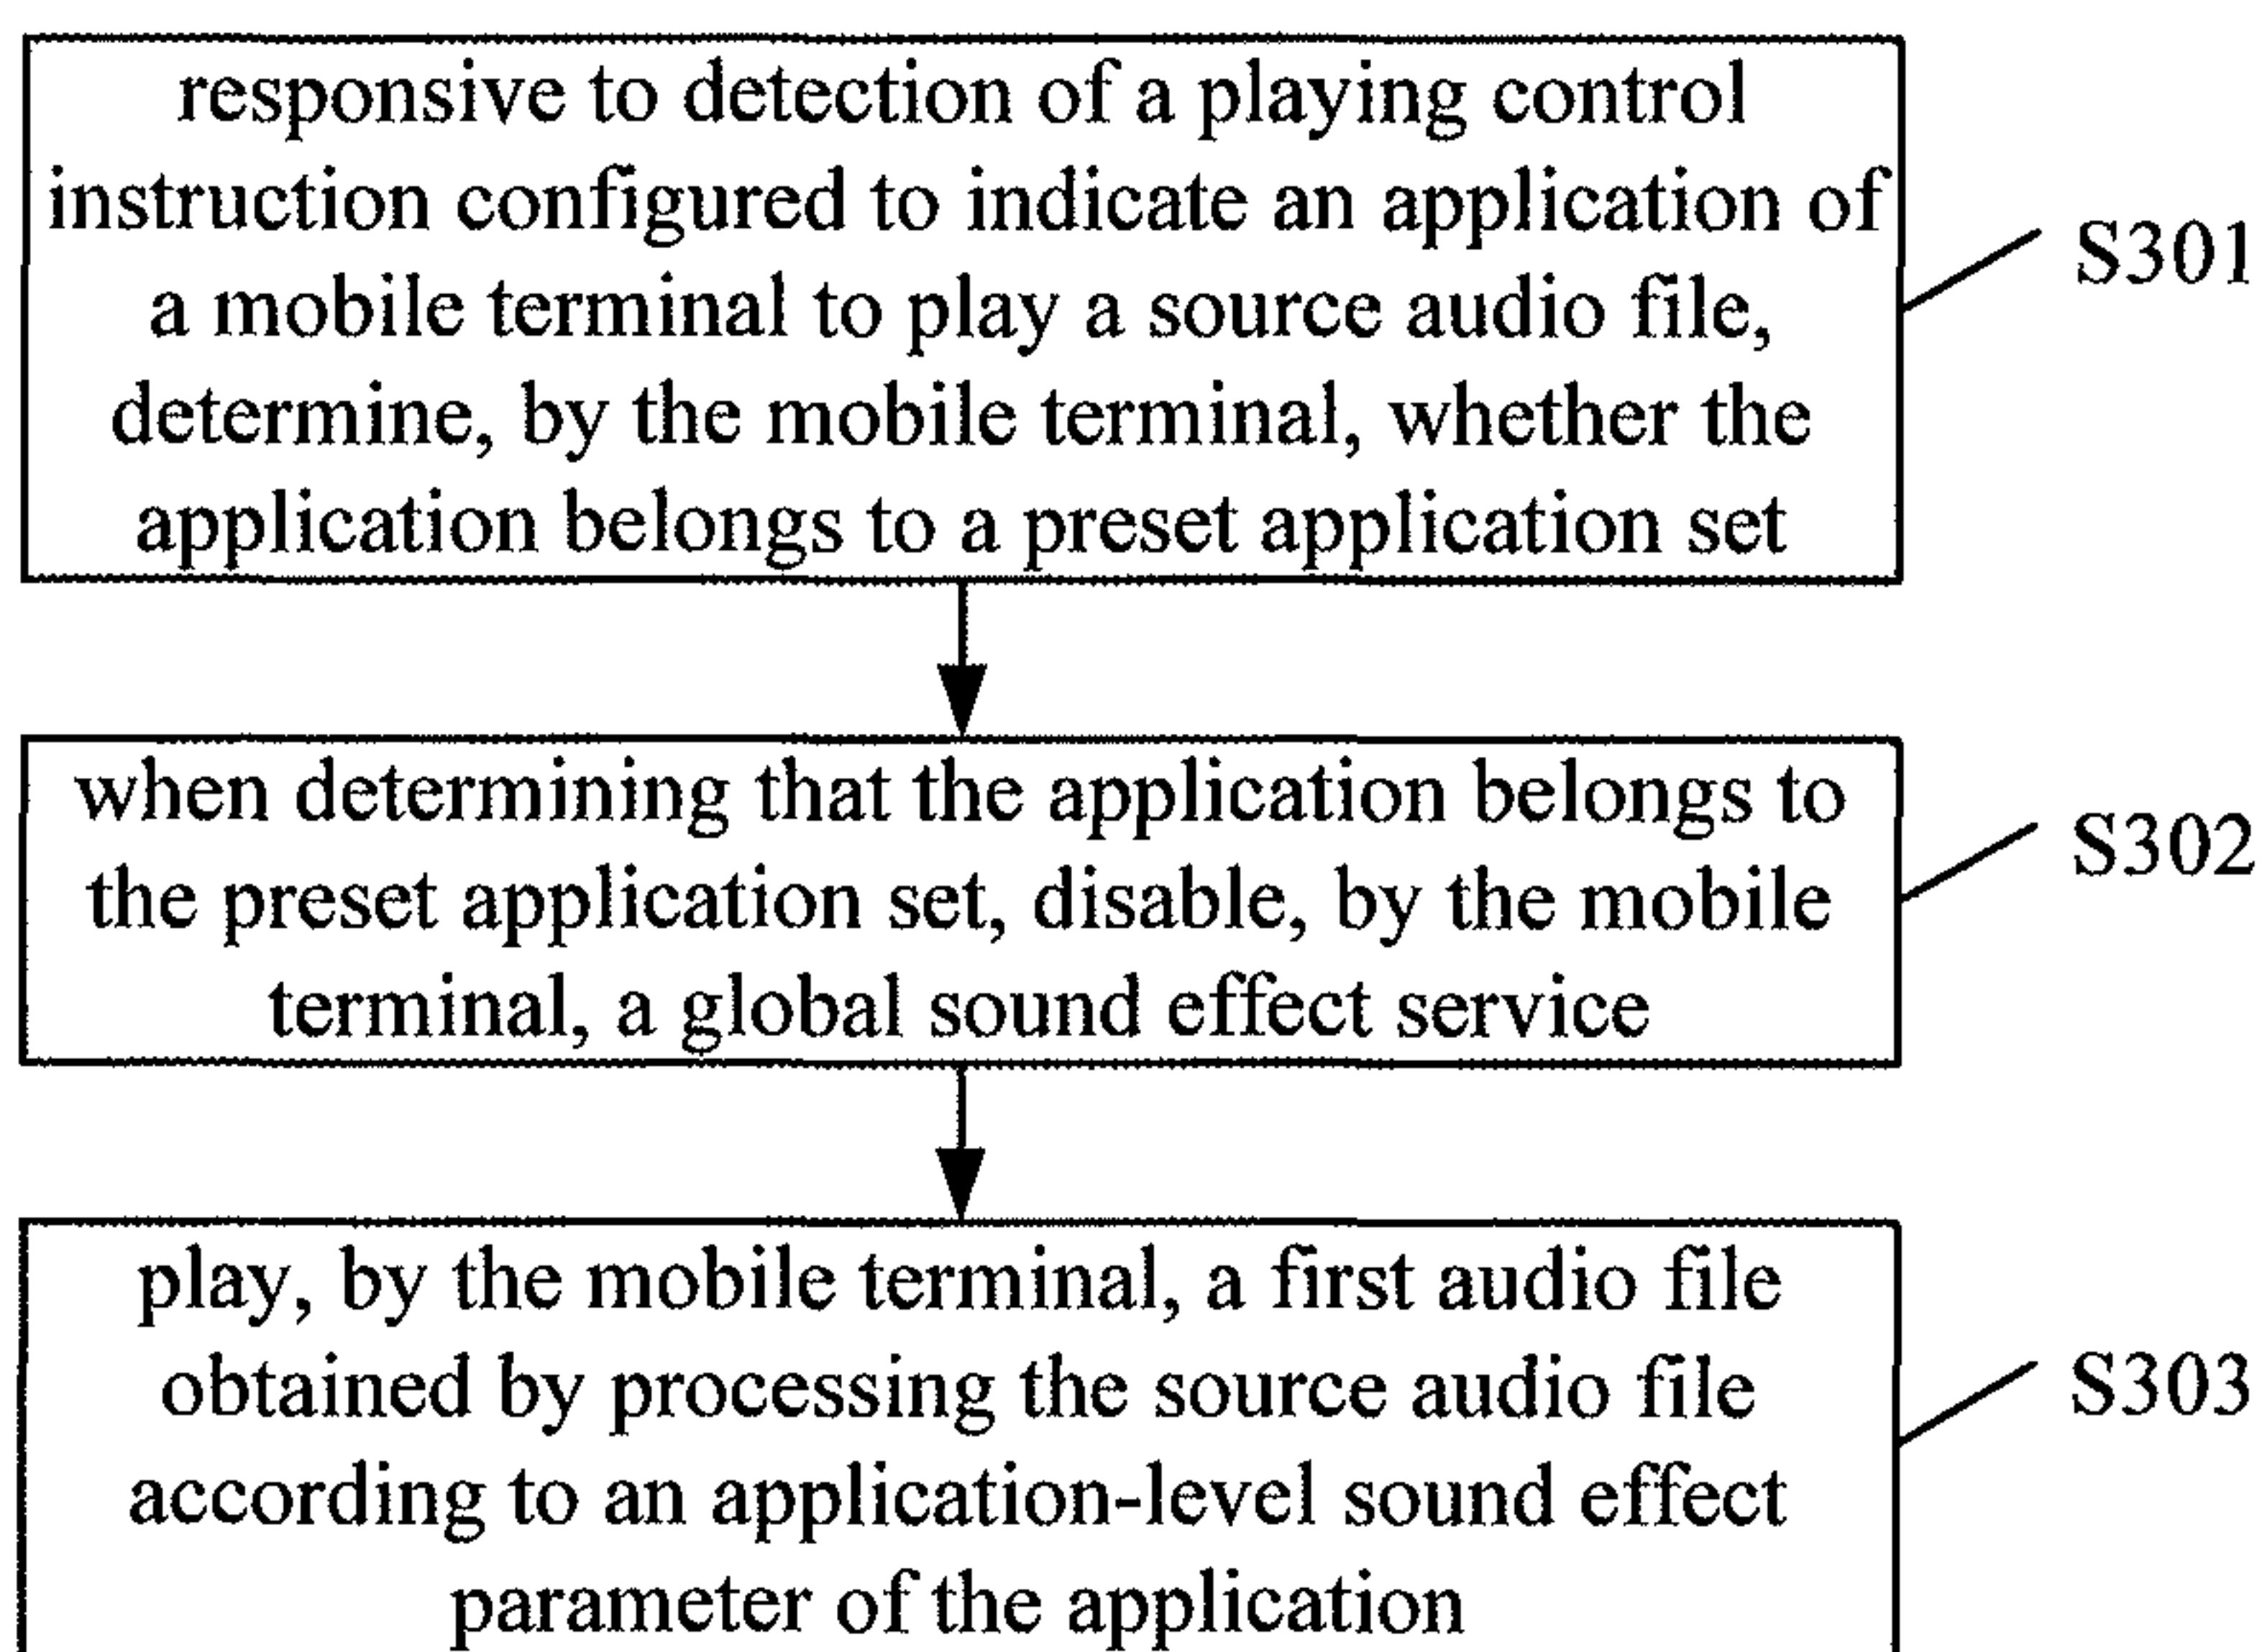 responsive to detection of a playing control
instruction configured to indicate an application of
a mobile terminal to play a source audio file,
determine, by the mobile terminal, whether the
application belongs to a preset application set
S301
when determining that the application belongs to
the preset application set, disable, by the mobile
terminal, a global sound effect service
S302
play, by the mobile terminal, a first audio file
obtained by processing the source audio file
according to an application-level sound effect
parameter of the application
S303